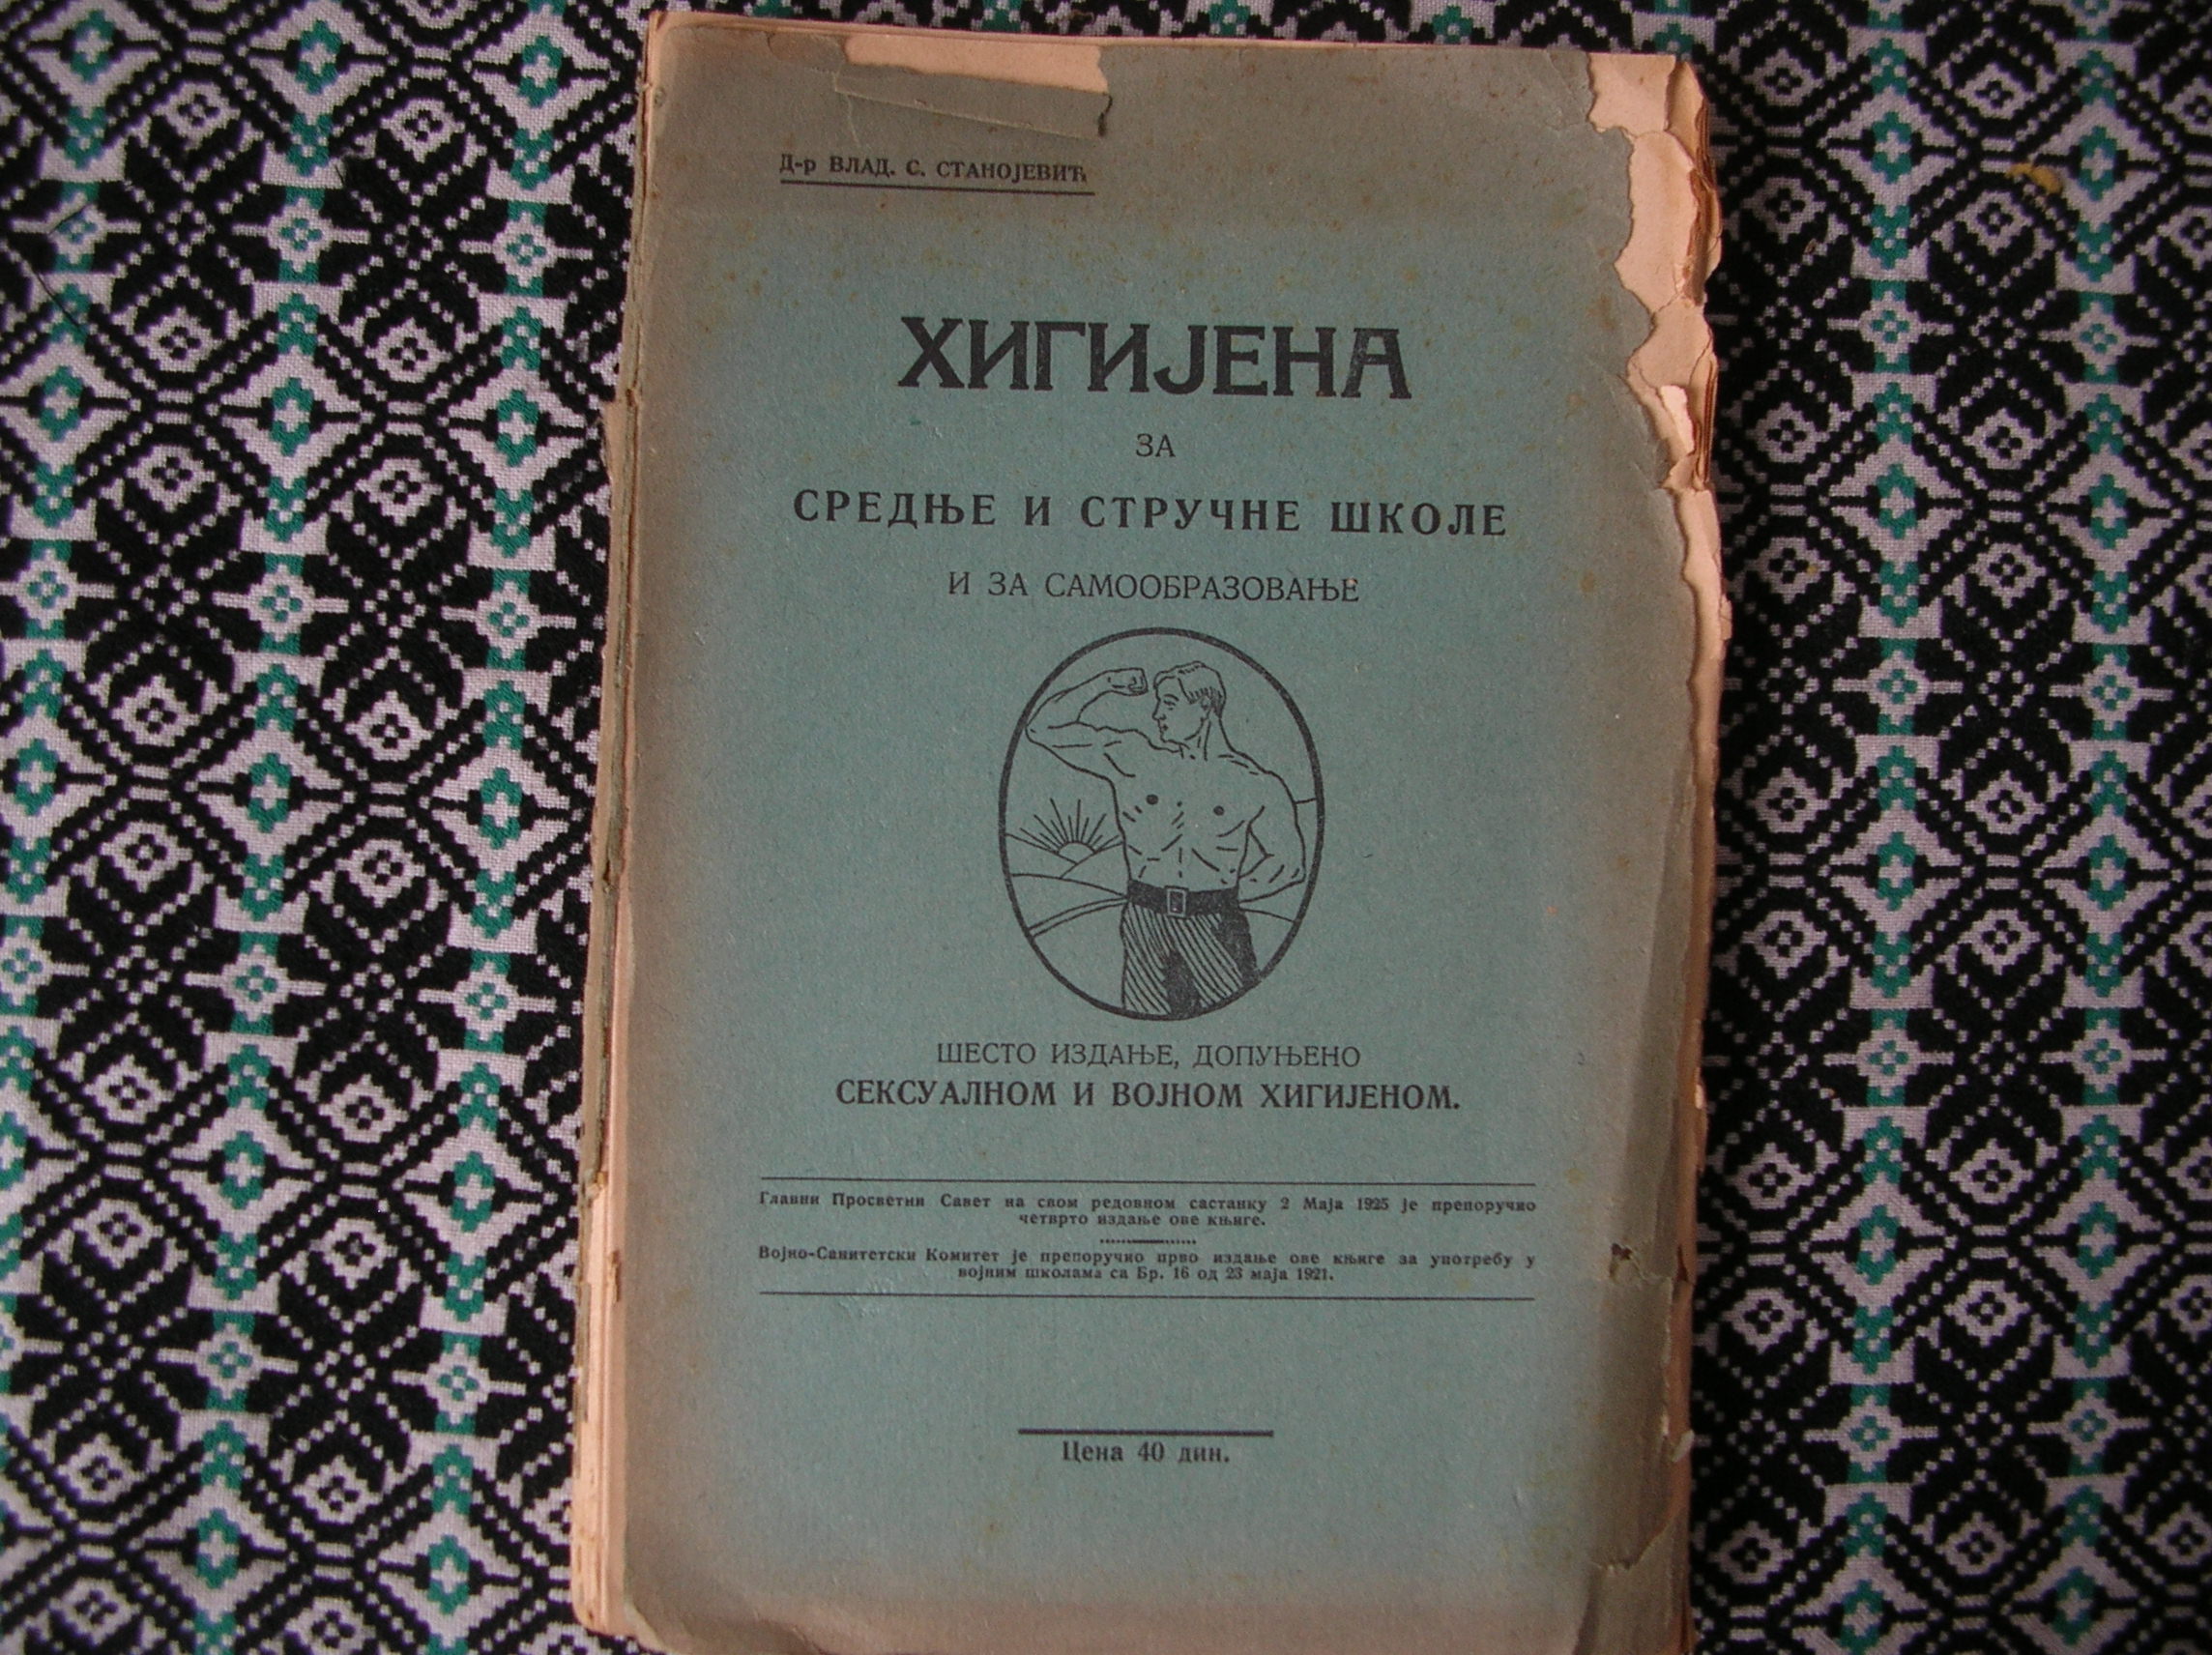 Д-р ВЛАД. С. СТАНОЈЕВИЋ
ХИГИЈЕНА
ЗА
СРЕДЊЕ И СТРУЧНЕ ШКОЛЕ
И ЗА САМООБРАЗОВАЊЕ
ШЕСТО ИЗДАЊЕ, ДОПУЊЕНО
СЕКСУАЛНОМ И ВОЈНОМ ХИГИЈЕНОМ.
Главни Просветни Савет на свом редовном састанку 2 Маја 1925 је препоручио
четврто издање ове књиге.
Војно-Санитетски Комитет је препоручио прво издање ове књиге за употребу у
војним школама са Бр. 16 од 23 маја 1921.
Цена 40 дин.